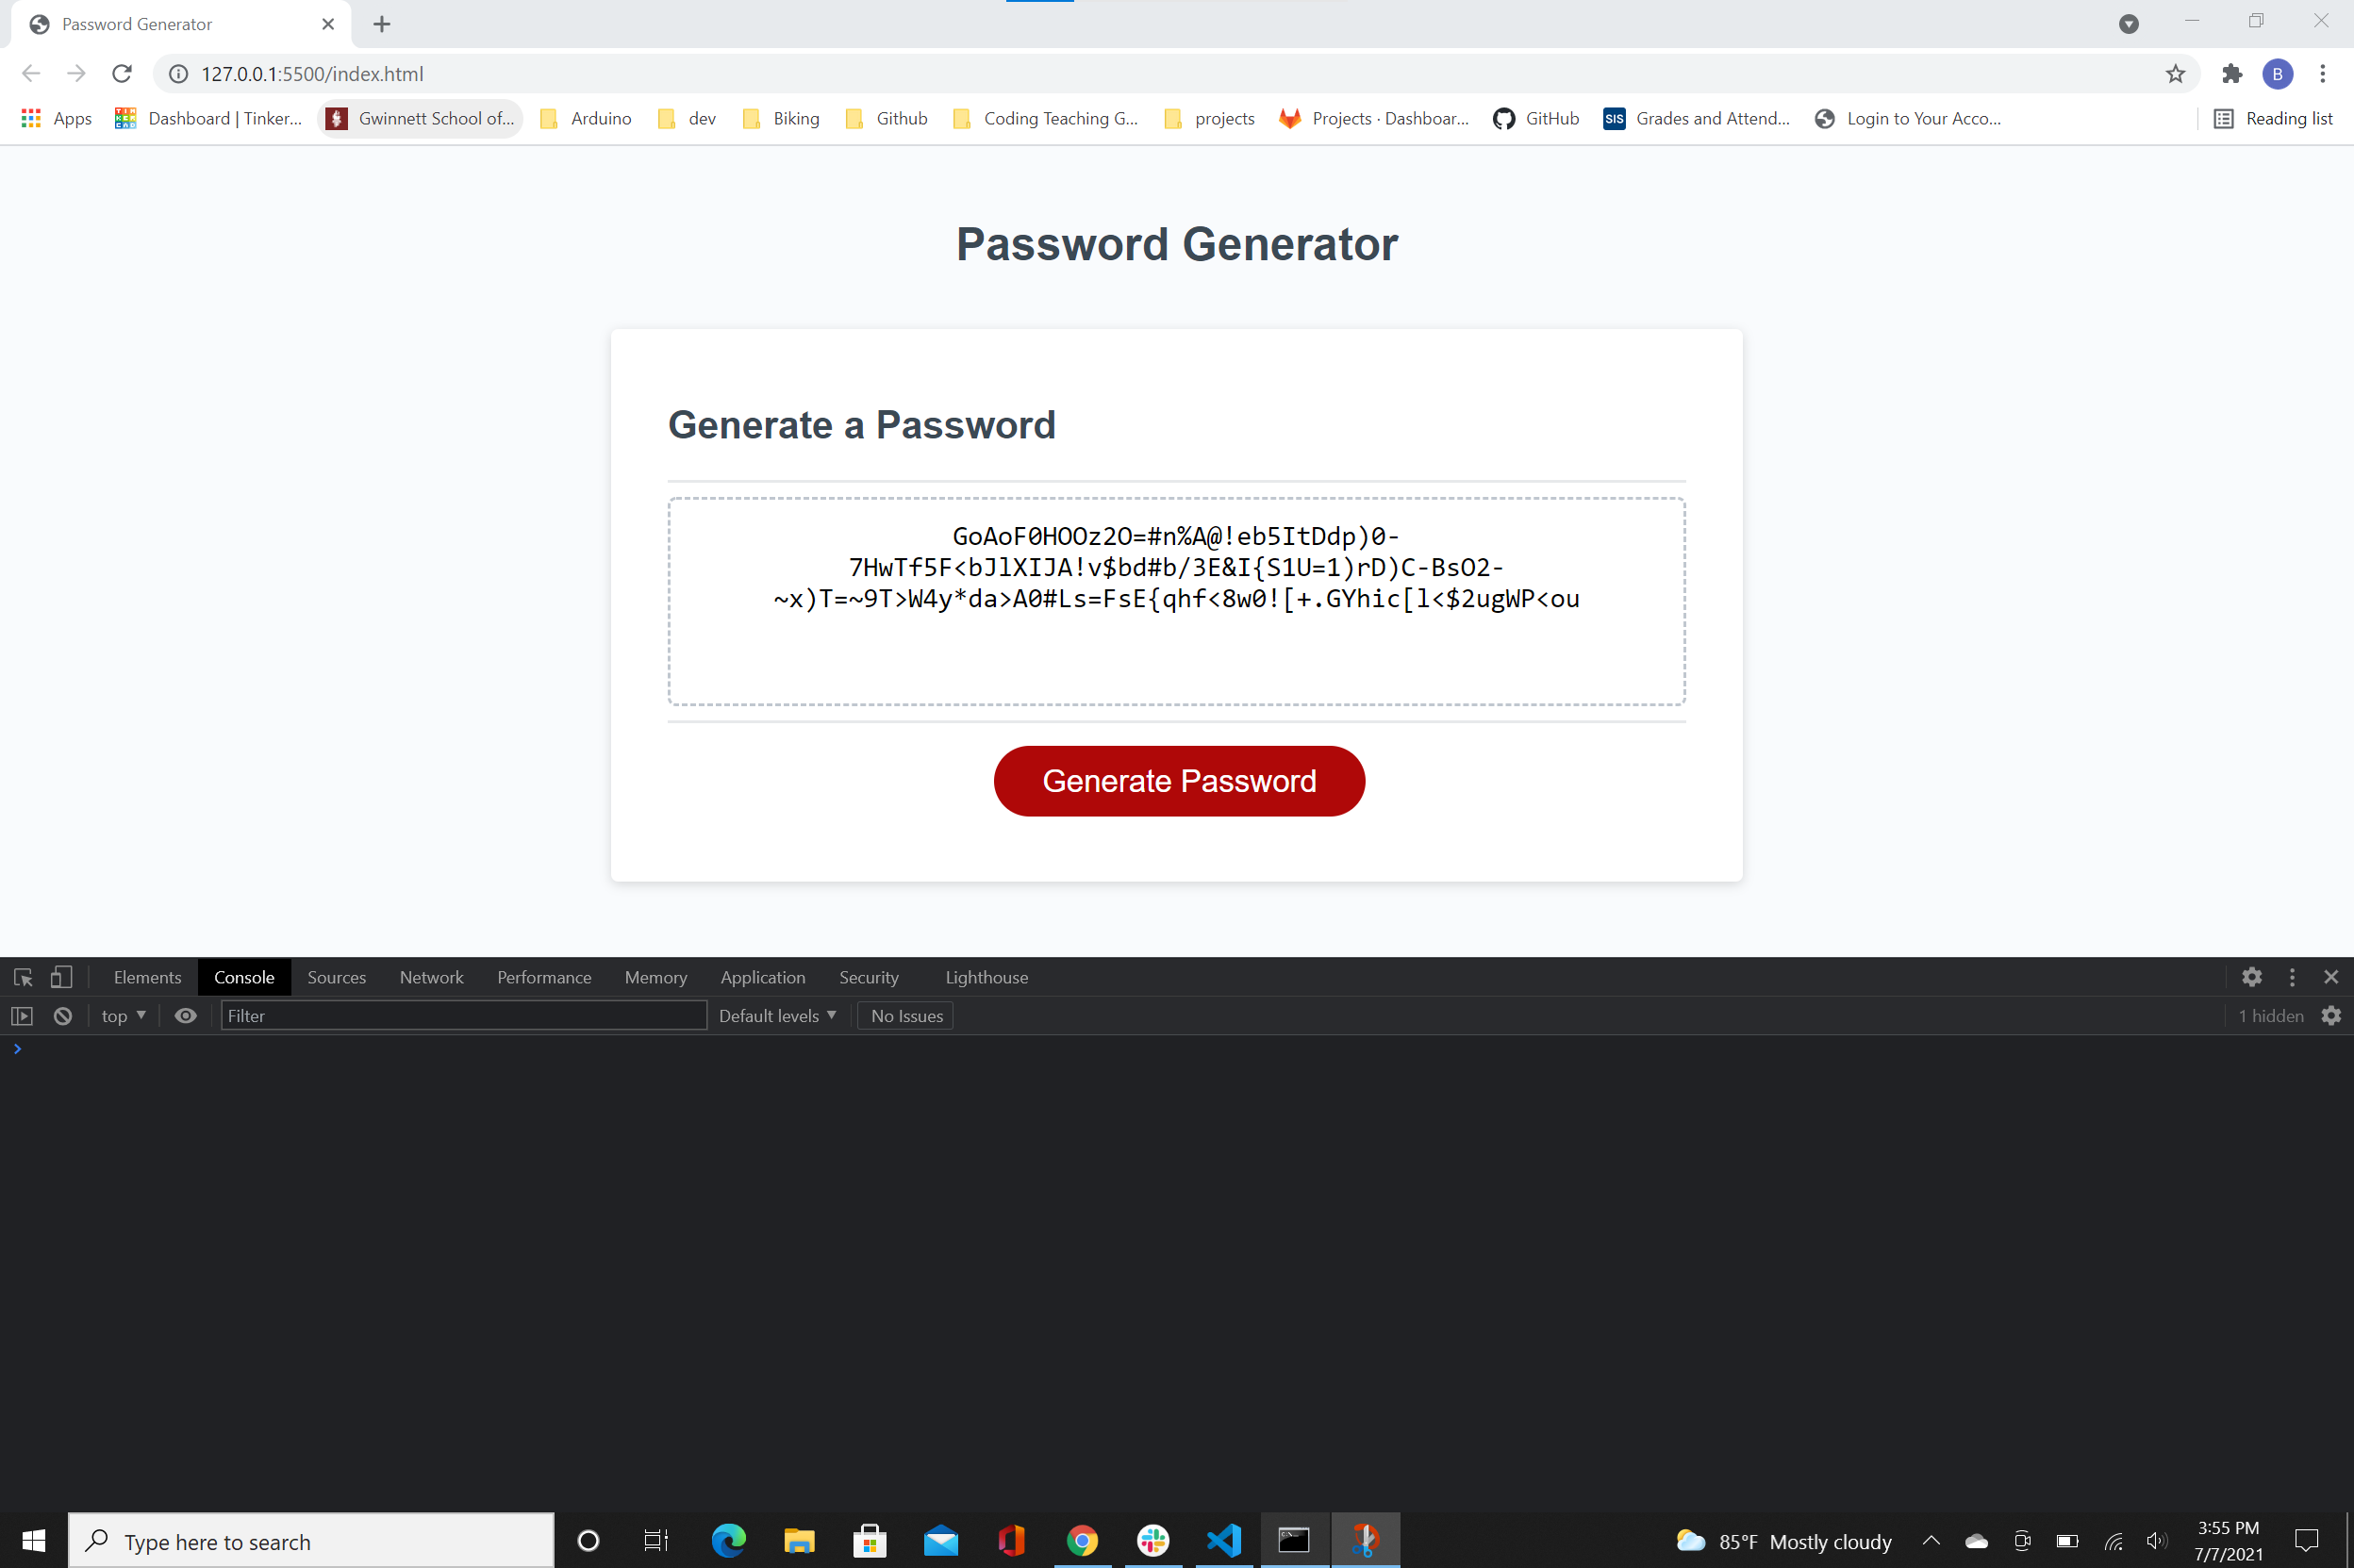 Password Generator
127.0.0.1:5500/index.html
B
Apps
Dashboard | Tinker...
Gwinnett School of...
Arduino
dev
Biking
Github
Coding Teaching G...
projects
Projects · Dashboar...
GitHub
SIS
Grades and Attend...
Login to Your Acco...
Reading list
Password Generator
Generate a Password
GoAoF0HOOz2O=#n%A@!eb5ItDdp)0-
7HwTf5F<bJlXIJA!v$bd#b/3E&I{S1U=1)rD)C-BsO2-
~x)T=~9T>W4y*da>A0#Ls=FsE{qhf<8w0![+.GYhic[l<$2ugWP<ou
Generate Password
Elements
Console
Sources
Network
Performance
Memory
Application
Security
Lighthouse
top
Filter
Default levels
No Issues
1 hidden
Type here to search
85°F Mostly cloudy
3:55 PM
7/7/2021